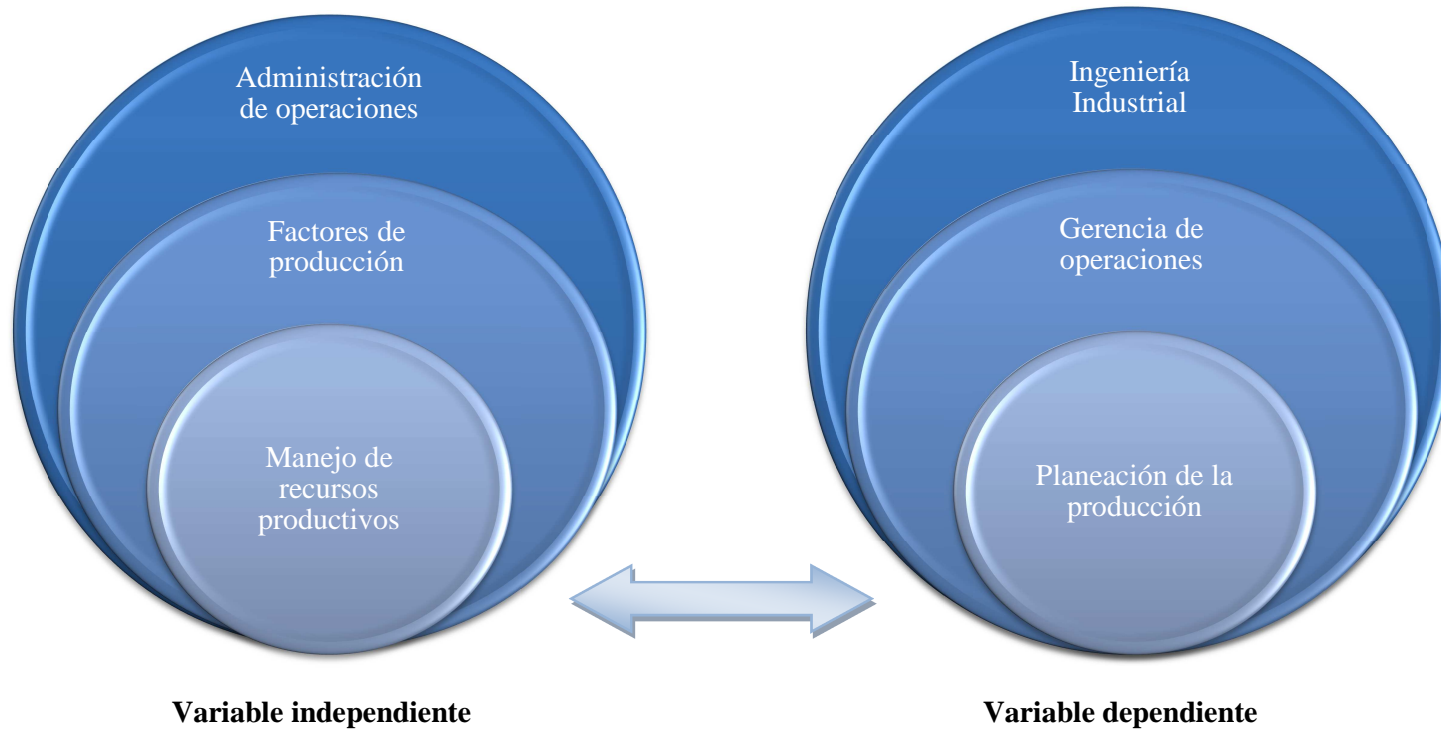 Administración
de operaciones
Factores de
producción
Manejo de
recursos
productivos
Variable independiente
Ingeniería
Industrial
Gerencia de
operaciones
Planeación de la
producción
Variable dependiente